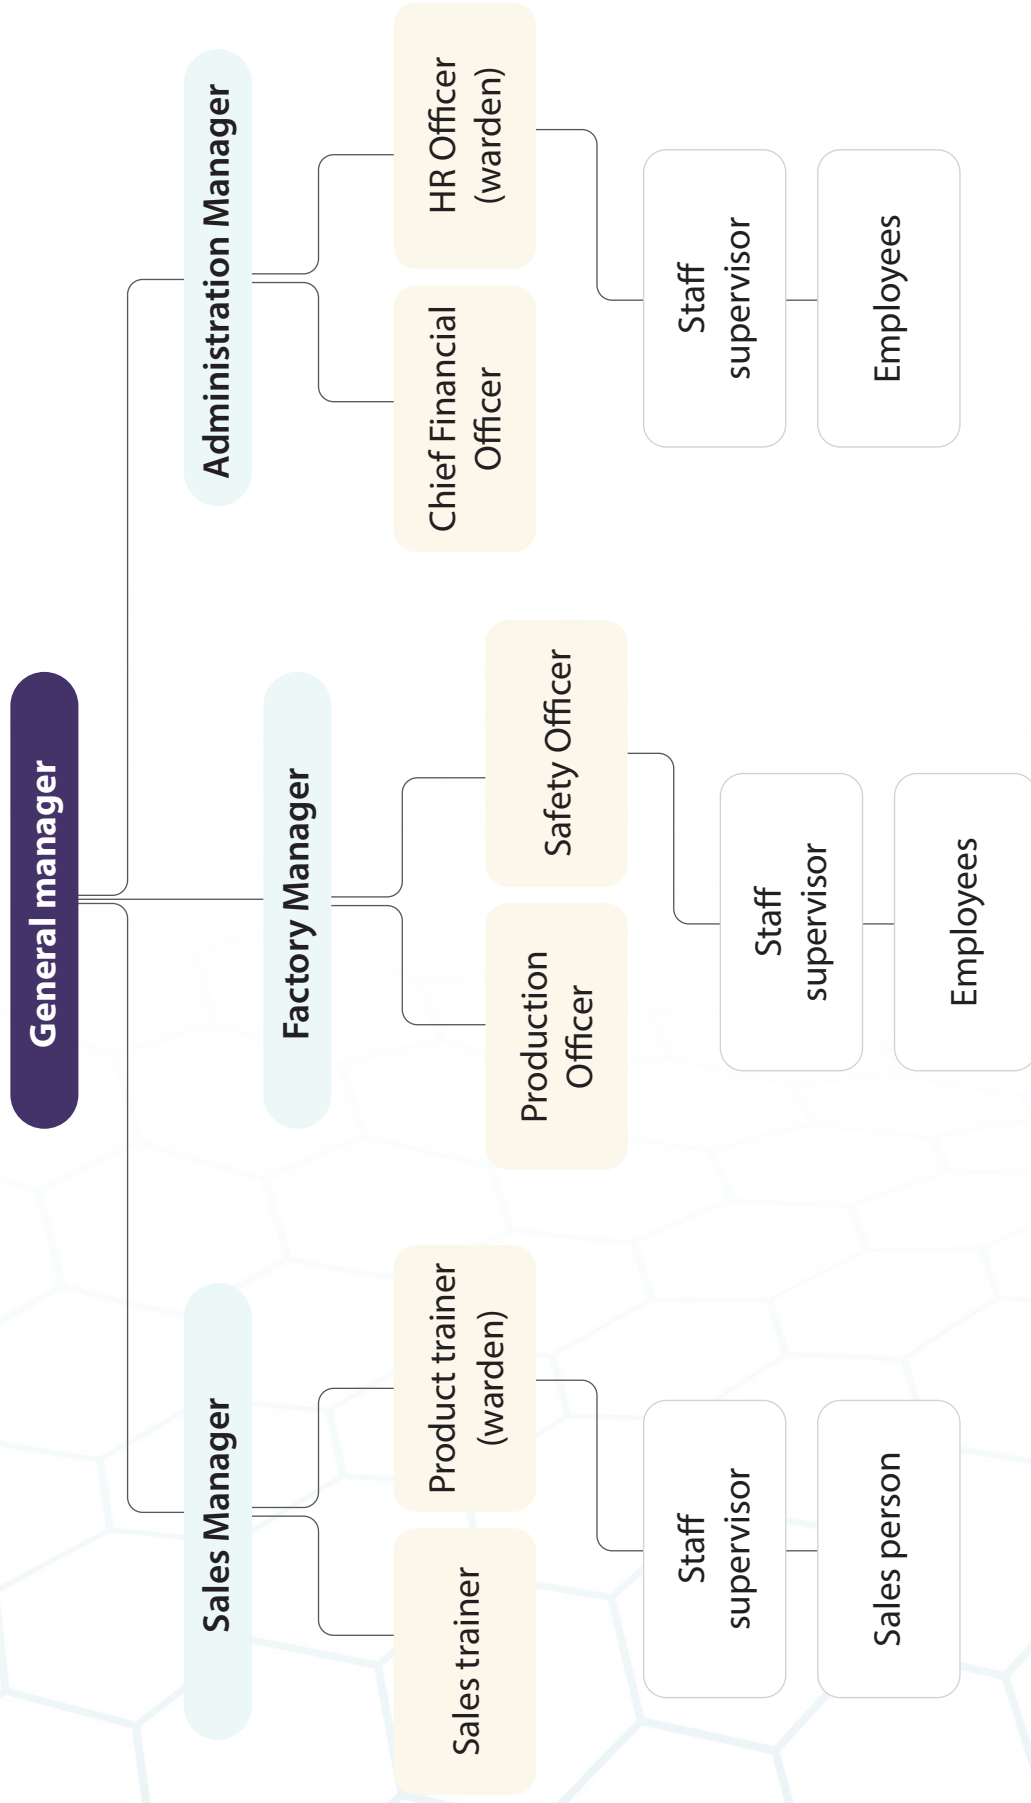 General manager
Sales Manager
Factory Manager
Administration Manager
Sales trainer
Product trainer
(warden)
Production
Officer
Safety Officer
Chief Financial
Officer
HR Officer
(warden)
Staff
supervisor
Staff
supervisor
Staff
supervisor
Sales person
Employees
Employees